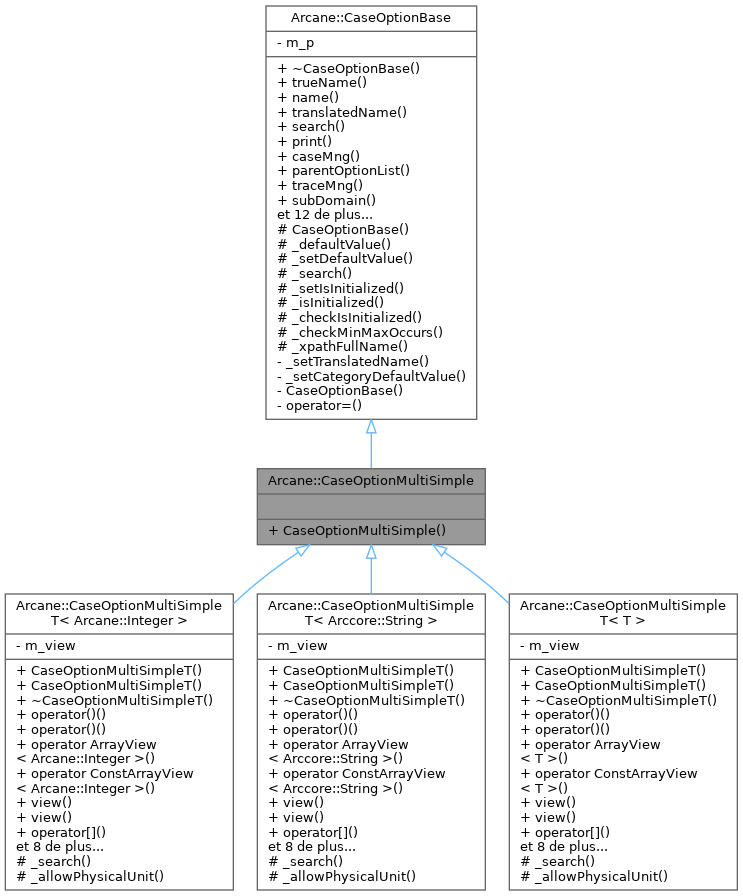 Arcane::CaseOptionBase
- m_p
+ ~CaseOptionBase()
+ trueName()
+ name()
+ translatedName()
+ search()
+ print()
+ caseMng()
+ parentOptionList()
+ traceMng()
+ subDomain()
et 12 de plus...
# CaseOptionBase()
# _defaultValue()
# _setDefaultValue()
# _search()
# _setIsInitialized()
# _isInitialized()
# _checkIsInitialized()
# _checkMinMaxOccurs()
# _xpathFullName()
- _setTranslatedName()
- _setCategoryDefaultValue()
- CaseOptionBase()
- operator=()
Arcane::CaseOptionMultiSimple
+ CaseOptionMultiSimple()
Arcane::CaseOptionMultiSimple
T< Arcane::Integer >
- m_view
+ CaseOptionMultiSimpleT()
+ CaseOptionMultiSimpleT()
+ ~CaseOptionMultiSimpleT()
+ operator()()
+ operator()()
+ operator ArrayView
< Arcane::Integer >()
+ operator ConstArrayView
< Arcane::Integer >()
+ view()
+ view()
+ operator[]()
et 8 de plus...
# _search()
# _allowPhysicalUnit()
Arcane::CaseOptionMultiSimple
T< Arccore::String >
- m_view
+ CaseOptionMultiSimpleT()
+ CaseOptionMultiSimpleT()
+ ~CaseOptionMultiSimpleT()
+ operator()()
+ operator()()
+ operator ArrayView
< Arccore::String >()
+ operator ConstArrayView
< Arccore::String >()
+ view()
+ view()
+ operator[]()
et 8 de plus...
# _search()
# _allowPhysicalUnit()
Arcane::CaseOptionMultiSimple
T< T >
- m_view
+ CaseOptionMultiSimpleT()
+ CaseOptionMultiSimpleT()
+ ~CaseOptionMultiSimpleT()
+ operator()()
+ operator()()
+ operator ArrayView
< T >()
+ operator ConstArrayView
< T >()
+ view()
+ view()
+ operator[]()
et 8 de plus...
# _search()
# _allowPhysicalUnit()